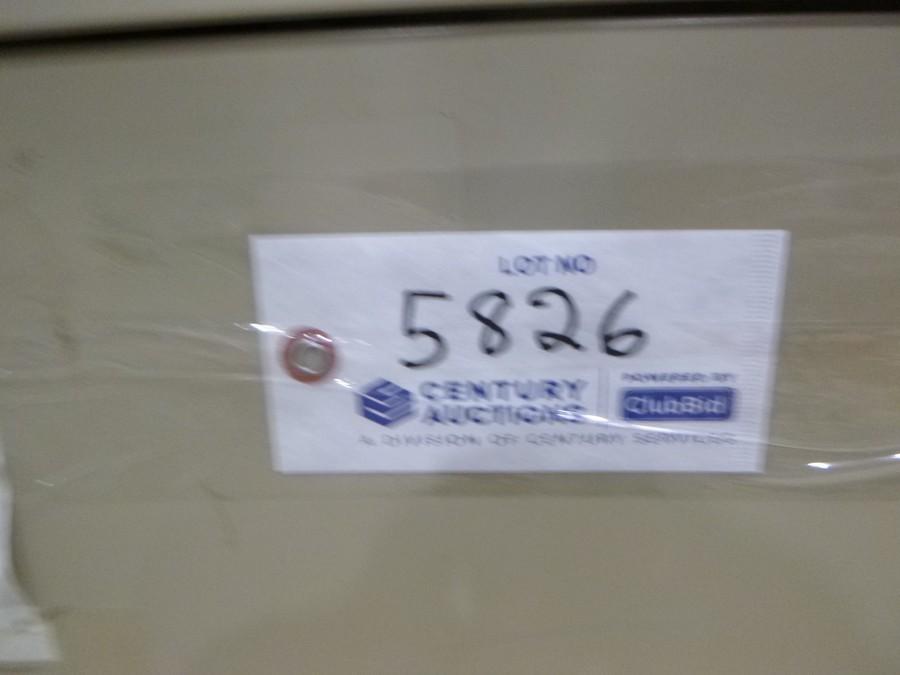 LOT NO
5826
CENTURY
AUCTIONS
POWERED BY
ClubBid
A DIVISION OF CENTURY SERVICES